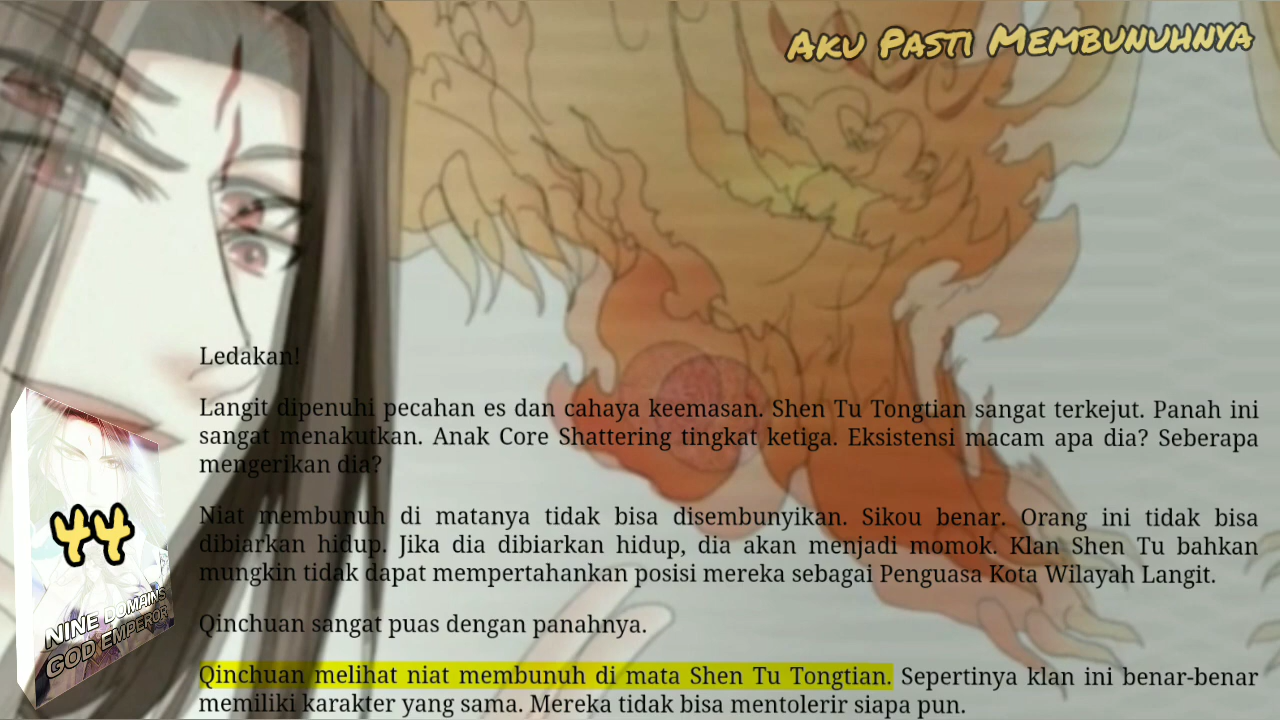 Aku Pasti Membunuhnya
Ledakan!
Langit dipenuhi pecahan es dan cahaya keemasan. Shen Tu Tongtian sangat terkejut. Panah ini
sangat menakutkan. Anak Core Shattering tingkat ketiga. Eksistensi macam apa dia? Seberapa
mengerikan dia?
Niat membunuh di matanya tidak bisa disembunyikan. Sikou benar. Orang ini tidak bisa
dibiarkan hidup. Jika dia dibiarkan hidup, dia akan menjadi momok. Klan Shen Tu bahkan
mungkin tidak dapat mempertahankan posisi mereka sebagai Penguasa Kota Wilayah Langit.
Qinchuan sangat puas dengan panahnya.
Qinchuan melihat niat membunuh di mata Shen Tu Tongtian. Sepertinya klan ini benar-benar
memiliki karakter yang sama. Mereka tidak bisa mentolerir siapa pun.
44
NINE DOMAINS
GOD EMPEROR